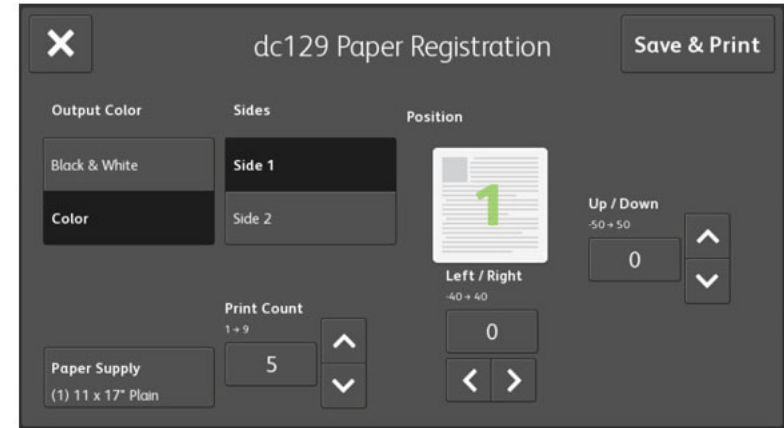 dc129 Paper Registration
Save & Print
Output Color
Black & White
Color
Sides
Side 1
Side 2
Position
1
Up / Down
-50 → 50
0
Left / Right
-40 → 40
0
Print Count
1 → 9
5
Paper Supply
(1) 11 x 17" Plain